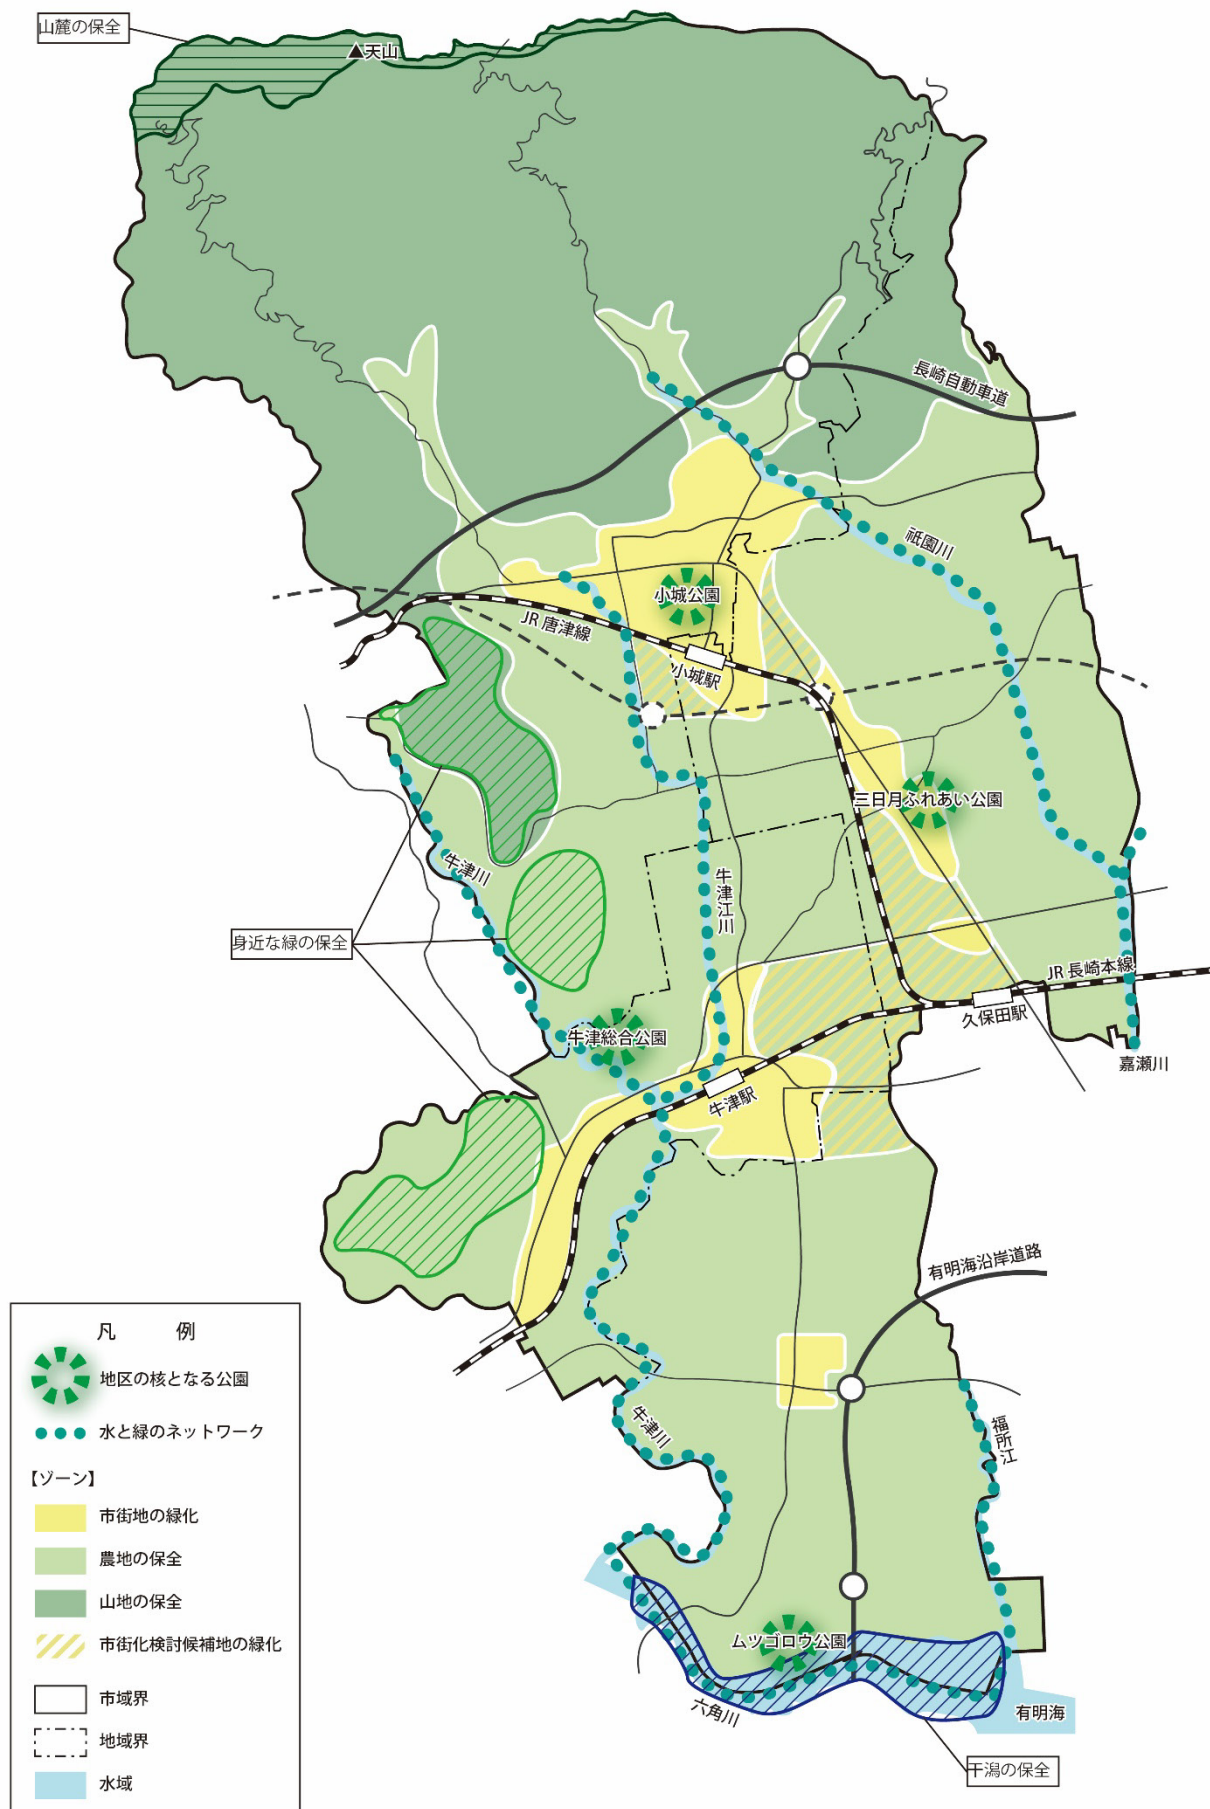 山麓の保全
▲天山
長崎自動車道
祇園川
小城公園
JR 唐津線
小城駅
三日月ふれあい公園
牛津川
牛津江川
身近な緑の保全
JR 長崎本線
久保田駅
牛津総合公園
嘉瀬川
牛津駅
有明海沿岸道路
牛津川
福所江
ムツゴロウ公園
六角川
有明海
干潟の保全
凡 例
地区の核となる公園
水と緑のネットワーク
【ゾーン】
市街地の緑化
農地の保全
山地の保全
市街化検討候補地の緑化
市域界
地域界
水域